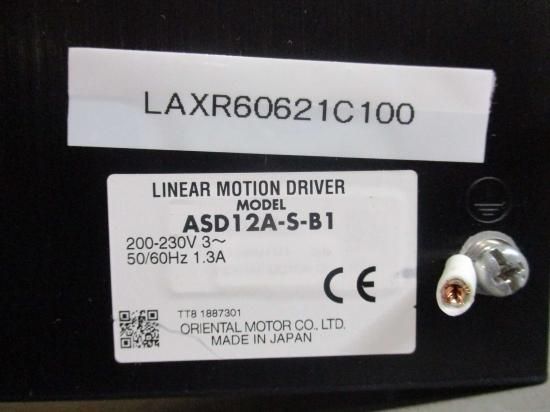 LAXR60621C100
LINEAR MOTION DRIVER
MODEL
ASD12A-S-B1
200-230V 3~
50/60Hz 1.3A
CE
TTB 1887301
ORIENTAL MOTOR CO., LTD.
MADE IN JAPAN